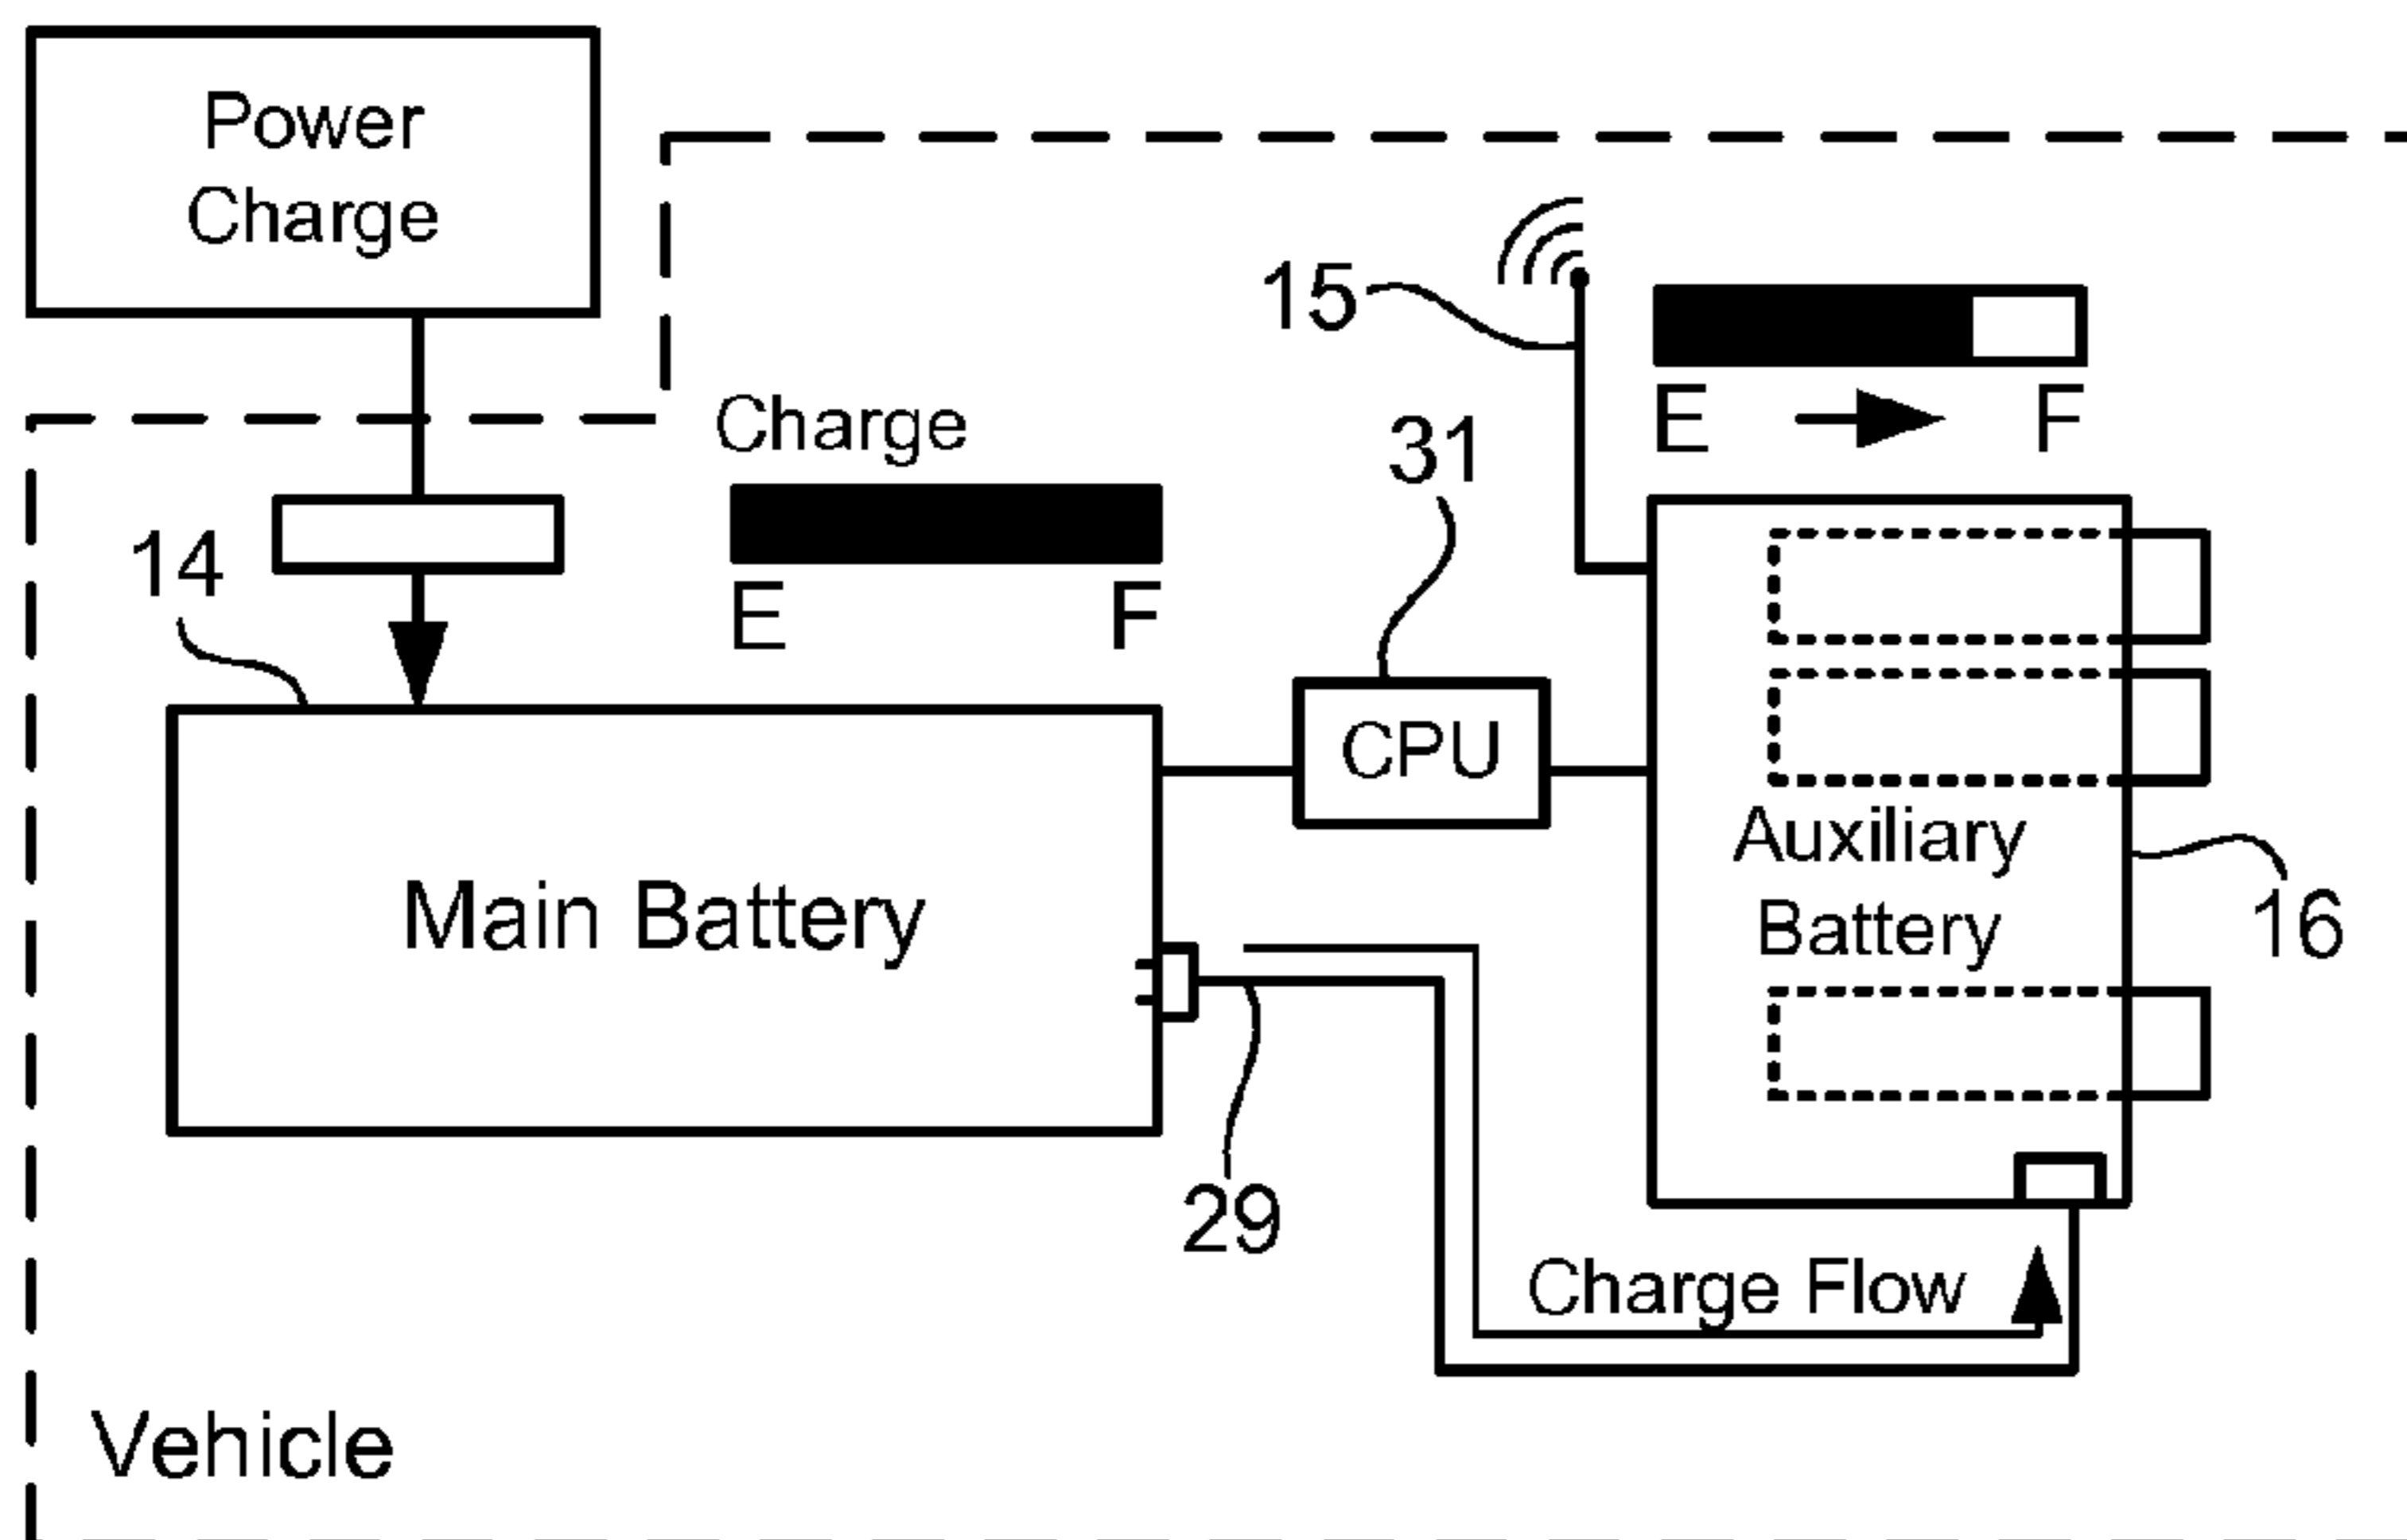 Power
Charge
15
Charge
E
F
31
E
F
14
CPU
Auxiliary
Battery
Main Battery
16
29
Charge Flow
Vehicle